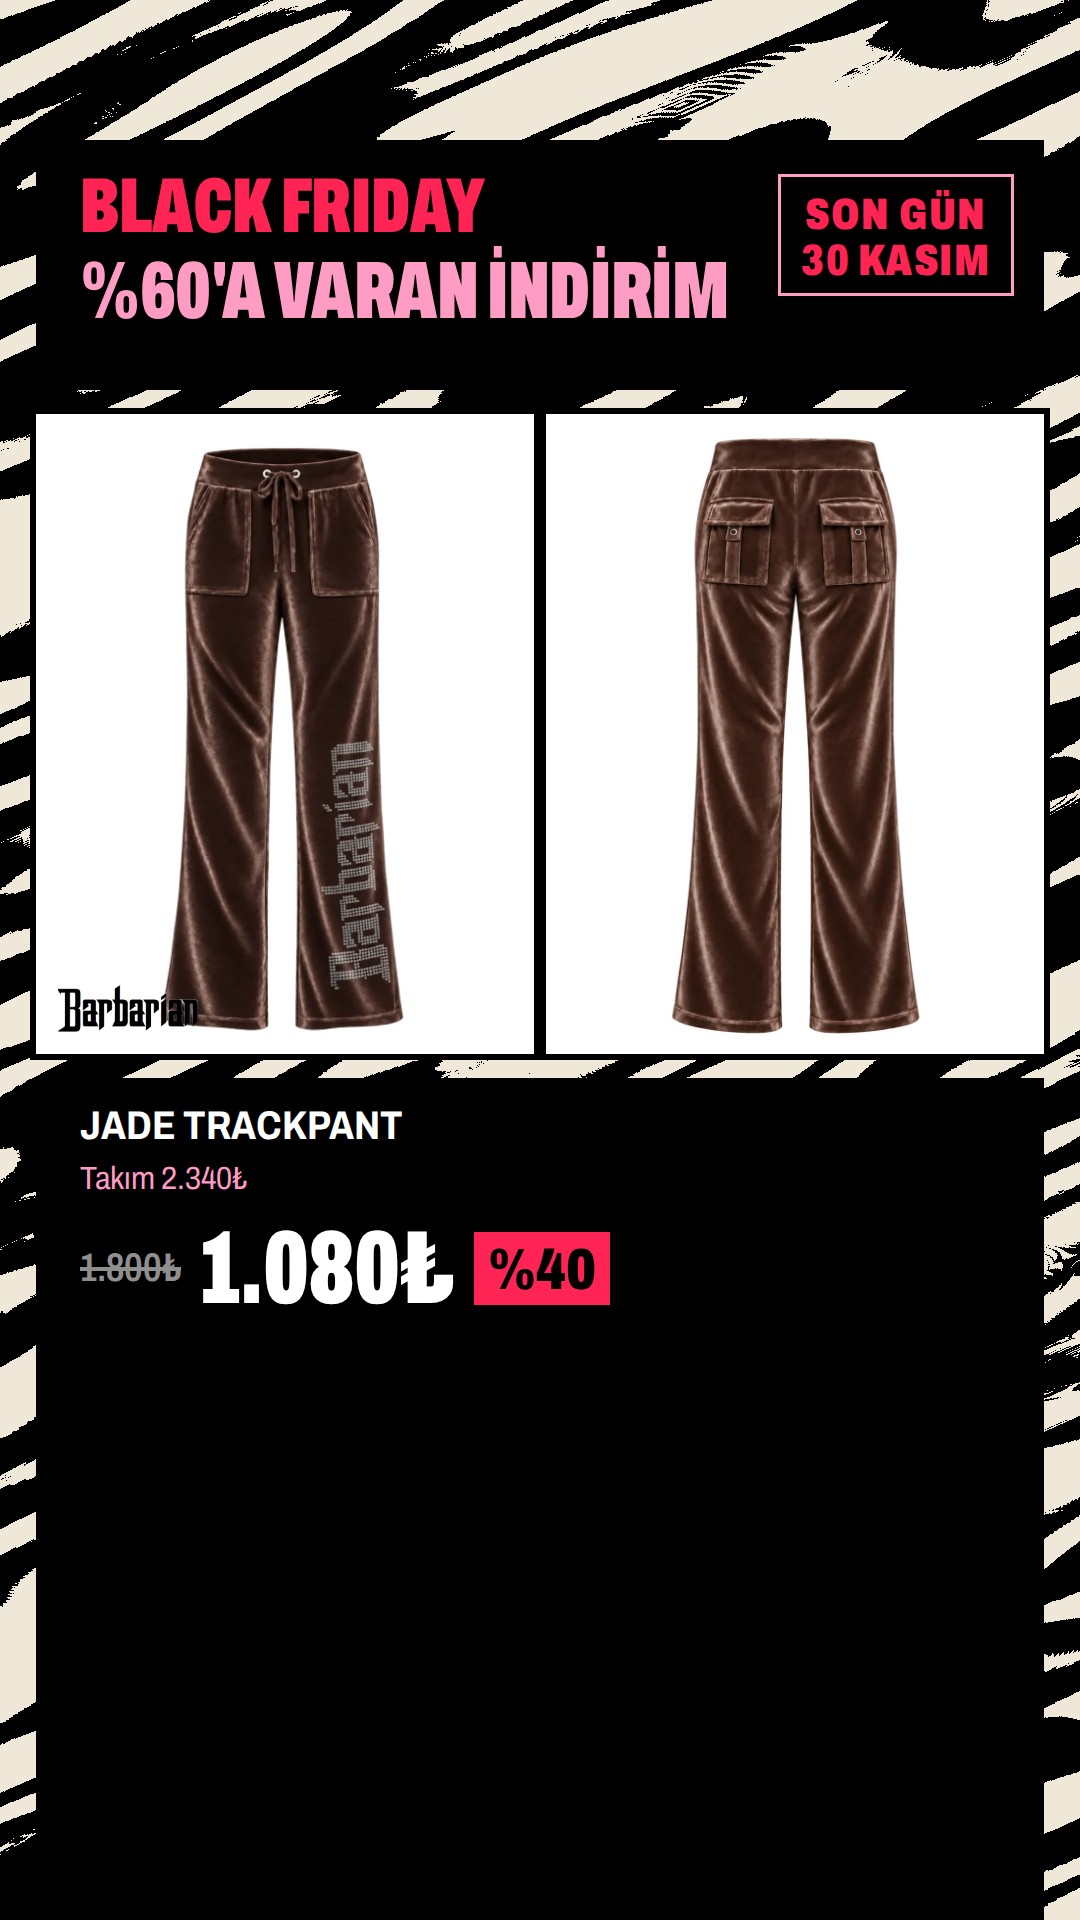 BLACK FRIDAY
%60'A VARAN İNDİRİM
SON GÜN
30 KASIM
Barbarian
Barbarian
JADE TRACKPANT
Takım 2.340₺
1.800₺ 1.080₺ %40